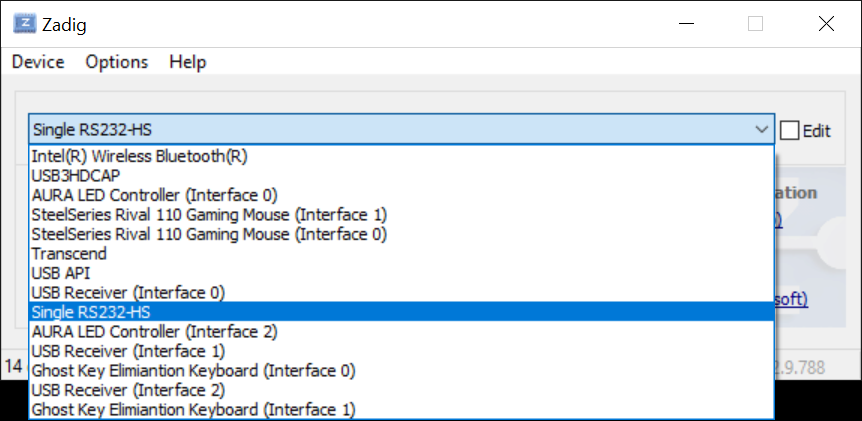 Zadig
Device Options Help
Single RS232-HS Edit
Intel(R) Wireless Bluetooth(R)
USB3HDCAP
AURA LED Controller (Interface 0)
ation
SteelSeries Rival 110 Gaming Mouse (Interface 1)
SteelSeries Rival 110 Gaming Mouse (Interface 0)
Transcend
USB API
USB Receiver (Interface 0)
soft)
Single RS232-HS
AURA LED Controller (Interface 2)
USB Receiver (Interface 1)
14
Ghost Key Elimiantion Keyboard (Interface 0)
2.9.788
USB Receiver (Interface 2)
Ghost Key Elimiantion Keyboard (Interface 1)